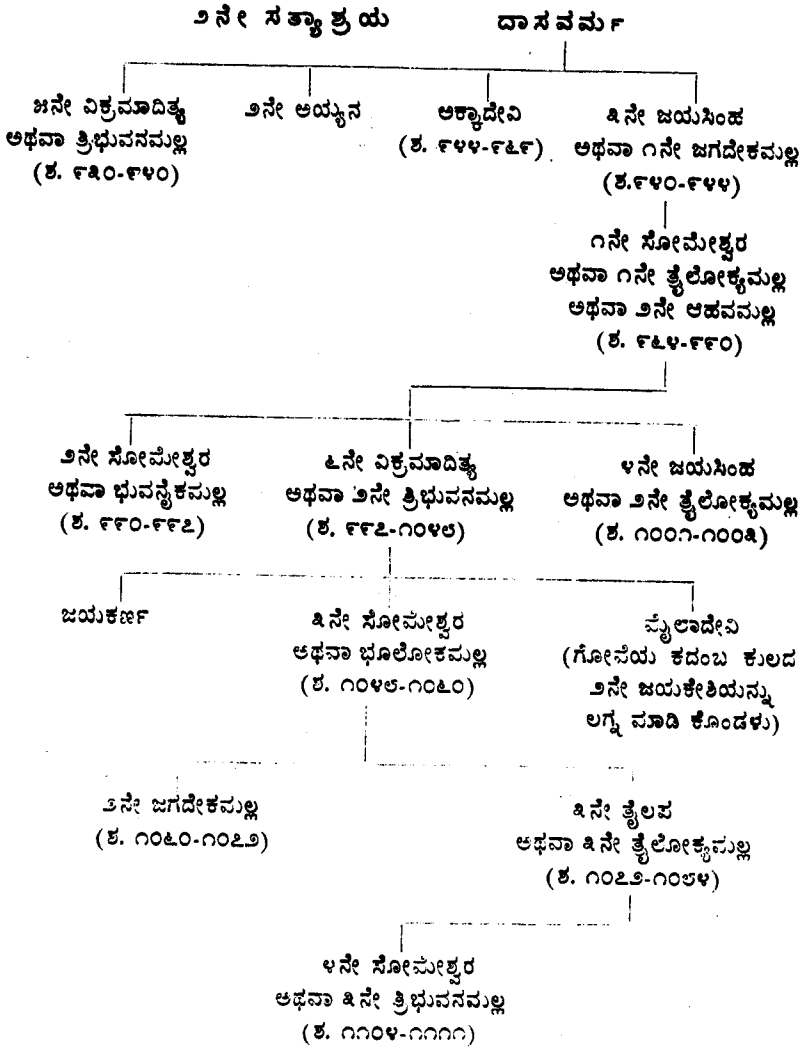 ೨ನೇ ಸತ್ಯಾಶ್ರಯ ದಾಸವರ್ಮ
೫ನೇ ವಿಕ್ರಮಾದಿತ್ಯ
ಅಥವಾ ತ್ರಿಭುವನಮಲ್ಲ
(ಶ. ೯೩೦-೯೪೦)
೨ನೇ ಅಯ್ಯನ
ಅಕ್ಕಾದೇವಿ
(ಶ. ೯೪೪-೯೬೯)
೩ನೇ ಜಯಸಿಂಹ
ಅಥವಾ ೧ನೇ ಜಗದೇಕಮಲ್ಲ
(ಶ.೯೪೦-೯೪೪)
೧ನೇ ಸೋಮೇಶ್ವರ
ಅಥವಾ ೧ನೇ ತ್ರೈಲೋಕ್ಯಮಲ್ಲ
ಅಥವಾ ೨ನೇ ಆಹವಮಲ್ಲ
(ಶ. ೯೬೪-೯೯೦)
೨ನೇ ಸೋಮೇಶ್ವರ
ಅಥವಾ ಭುವನೈಕಮಲ್ಲ
(ಶ. ೯೯೦-೯೯೭)
೬ನೇ ವಿಕ್ರಮಾದಿತ್ಯ
ಅಥವಾ ೨ನೇ ತ್ರಿಭುವನಮಲ್ಲ
(ಶ. ೯೯೭-೧೦೪೮)
೪ನೇ ಜಯಸಿಂಹ
ಅಥವಾ ೨ನೇ ತ್ರೈಲೋಕ್ಯಮಲ್ಲ
(ಶ. ೧೦೦೧-೧೦೦೩)
ಜಯಕರ್ಣ
೩ನೇ ಸೋಮೇಶ್ವರ
ಅಥವಾ ಭೂಲೋಕಮಲ್ಲ
(ಶ. ೧೦೪೮-೧೦೬೦)
ಮೈಲಾದೇವಿ
(ಗೋವೆಯ ಕದಂಬ ಕುಲದ
೨ನೇ ಜಯಕೇಶಿಯನ್ನು
ಲಗ್ನ ಮಾಡಿ ಕೊಂಡಳು)
೨ನೇ ಜಗದೇಕಮಲ್ಲ
(ಶ. ೧೦೬೦-೧೦೭೨)
೩ನೇ ತೈಲಪ
ಅಥವಾ ೩ನೇ ತ್ರೈಲೋಕ್ಯಮಲ್ಲ
(ಶ. ೧೦೭೨-೧೦೮೪)
೪ನೇ ಸೋಮೇಶ್ವರ
ಅಥವಾ ೩ನೇ ತ್ರಿಭುವನಮಲ್ಲ
(ಶ. ೧೧೦೪-೧೧೧೧)